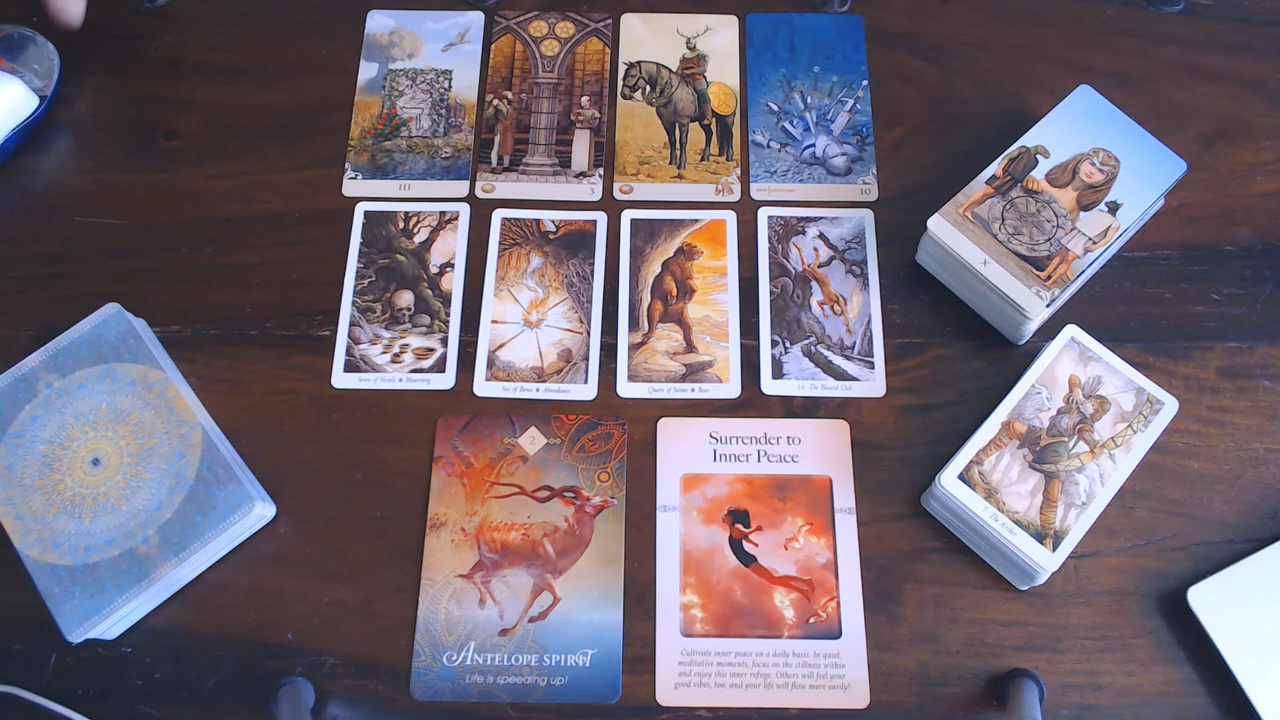 III
3
10
X
Seven of Vessels Mourning
Six of Bows Abundance
Queen of Stones Bear
16 The Blasted Oak
7 The Archer
2
ANTELOPE SPIRIT
Life is speeding up!
Surrender to
Inner Peace
Cultivate inner peace on a daily basis. In quiet,
meditative moments, focus on the stillness within
and enjoy this inner refuge. Others will feel your
good vibes, too, and your life will flow more easily!